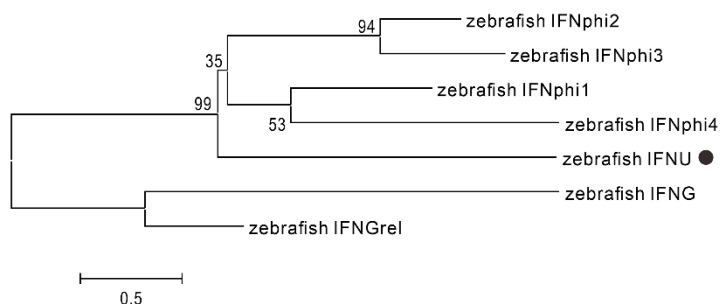 94
zebrafish IFNphi2
zebrafish IFNphi3
35
zebrafish IFNphi1
99
53
zebrafish IFNphi4
zebrafish IFNU
zebrafish IFNG
zebrafish IFNGrel
0.5